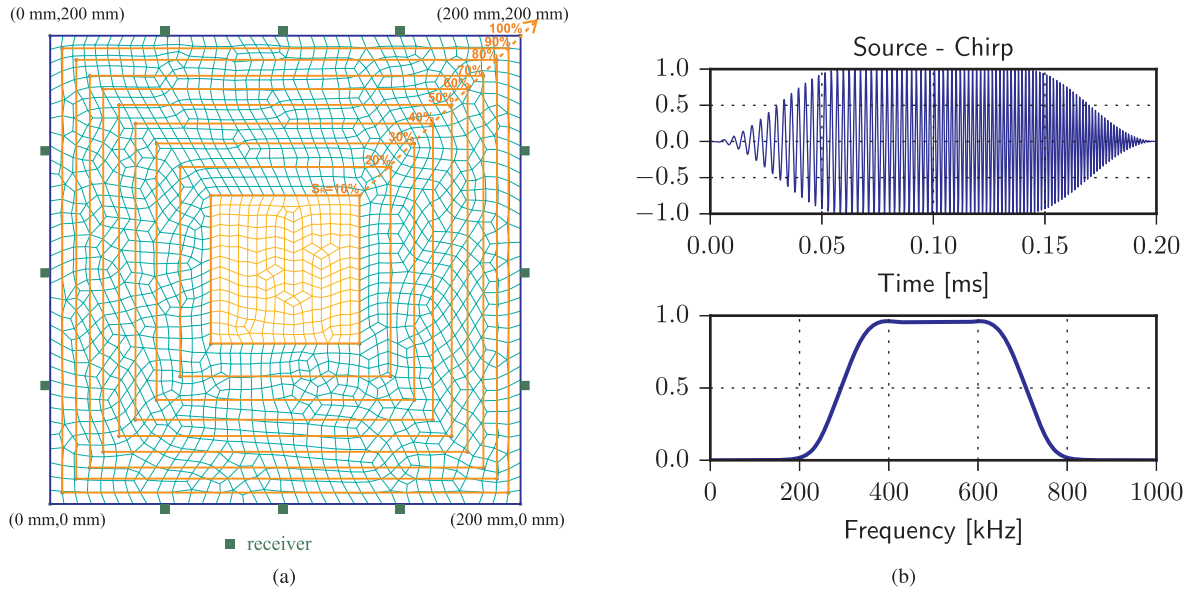 (0 mm,200 mm)
(200 mm,200 mm)
100%
90%
80%
70%
60%
50%
40%
30%
20%
SR=10%
(0 mm,0 mm)
(200 mm,0 mm)
receiver
(a)
Source - Chirp
1.0
0.5
0.0
−0.5
−1.0
0.00 0.05 0.10 0.15 0.20
Time [ms]
1.0
0.5
0.0
0 200 400 600 800 1000
Frequency [kHz]
(b)